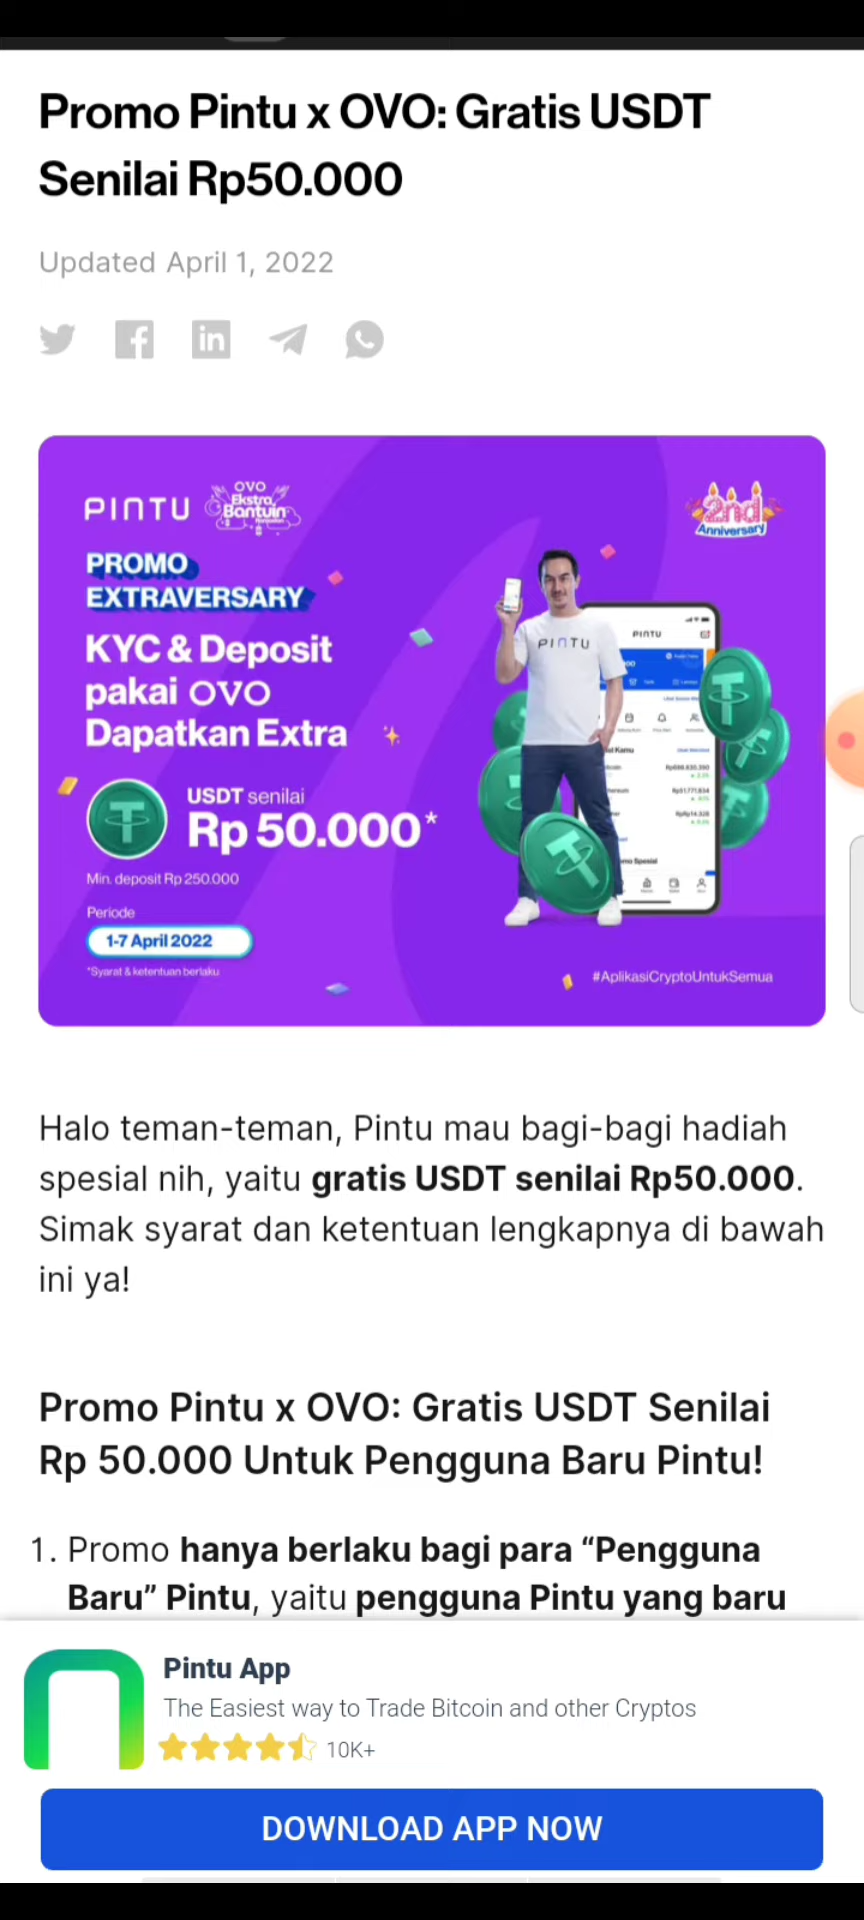 Promo Pintu x OVO: Gratis USDT
Senilai Rp50.000
Updated April 1, 2022
PINTU
OVO
Ekstra
Bantuin
2nd
Anniversary
PROMO
EXTRAVERSARY
KYC & Deposit
pakai OVO
Dapatkan Extra
USDT senilai
Rp 50.000*
Min. deposit Rp 250.000
Periode
1-7 April 2022
*Syarat & ketentuan berlaku
PINTU
PINTU
#AplikasiCryptoUntukSemua
Halo teman-teman, Pintu mau bagi-bagi hadiah
spesial nih, yaitu gratis USDT senilai Rp50.000.
Simak syarat dan ketentuan lengkapnya di bawah
ini ya!
Promo Pintu x OVO: Gratis USDT Senilai
Rp 50.000 Untuk Pengguna Baru Pintu!
1. Promo hanya berlaku bagi para “Pengguna
Baru” Pintu, yaitu pengguna Pintu yang baru
Pintu App
The Easiest way to Trade Bitcoin and other Cryptos
10K+
DOWNLOAD APP NOW